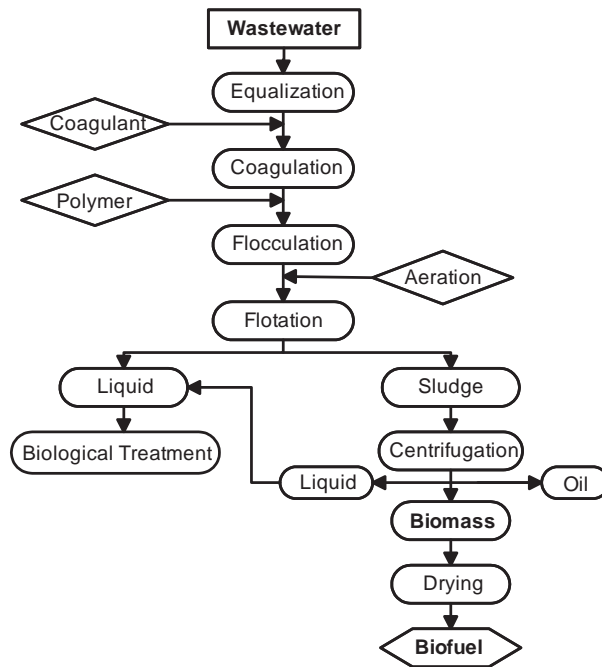 Wastewater
Equalization
Coagulant
Coagulation
Polymer
Flocculation
Aeration
Flotation
Liquid
Sludge
Biological Treatment
Centrifugation
Liquid
Oil
Biomass
Drying
Biofuel